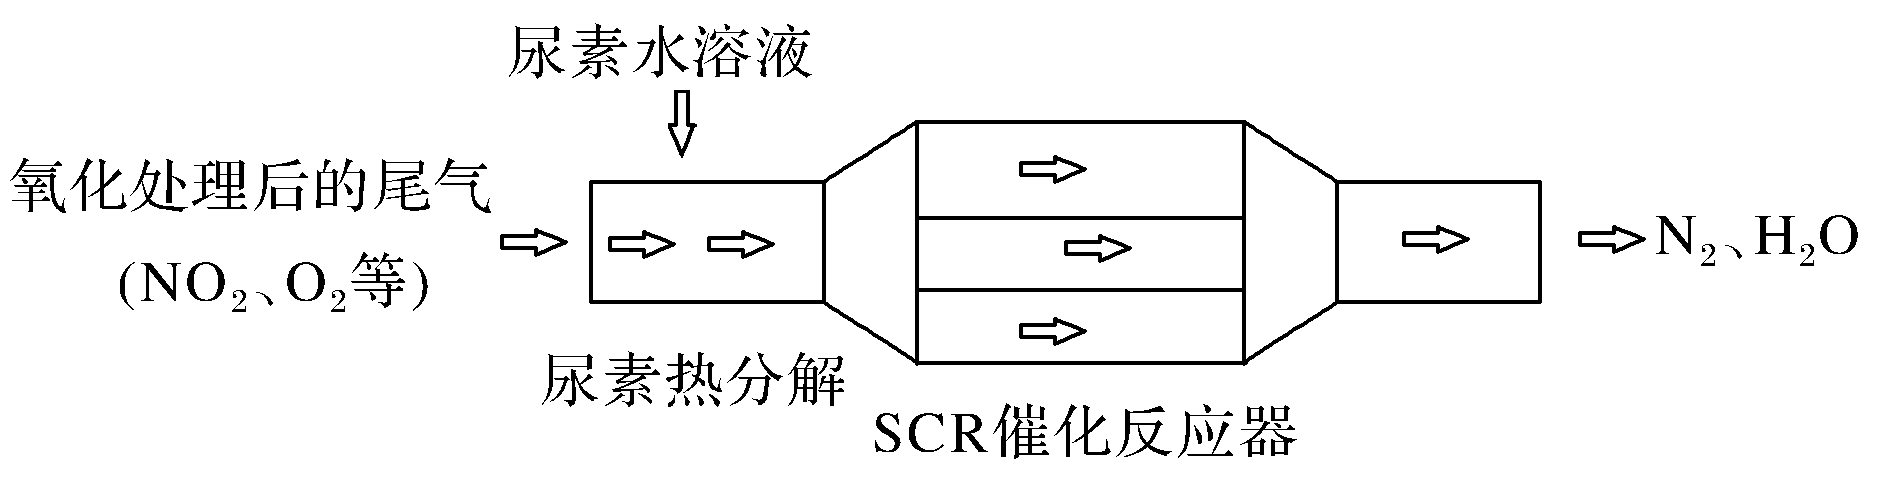 尿素水溶液
氧化处理后的尾气
(NO₂、O₂等)
N₂、H₂O
尿素热分解
SCR催化反应器